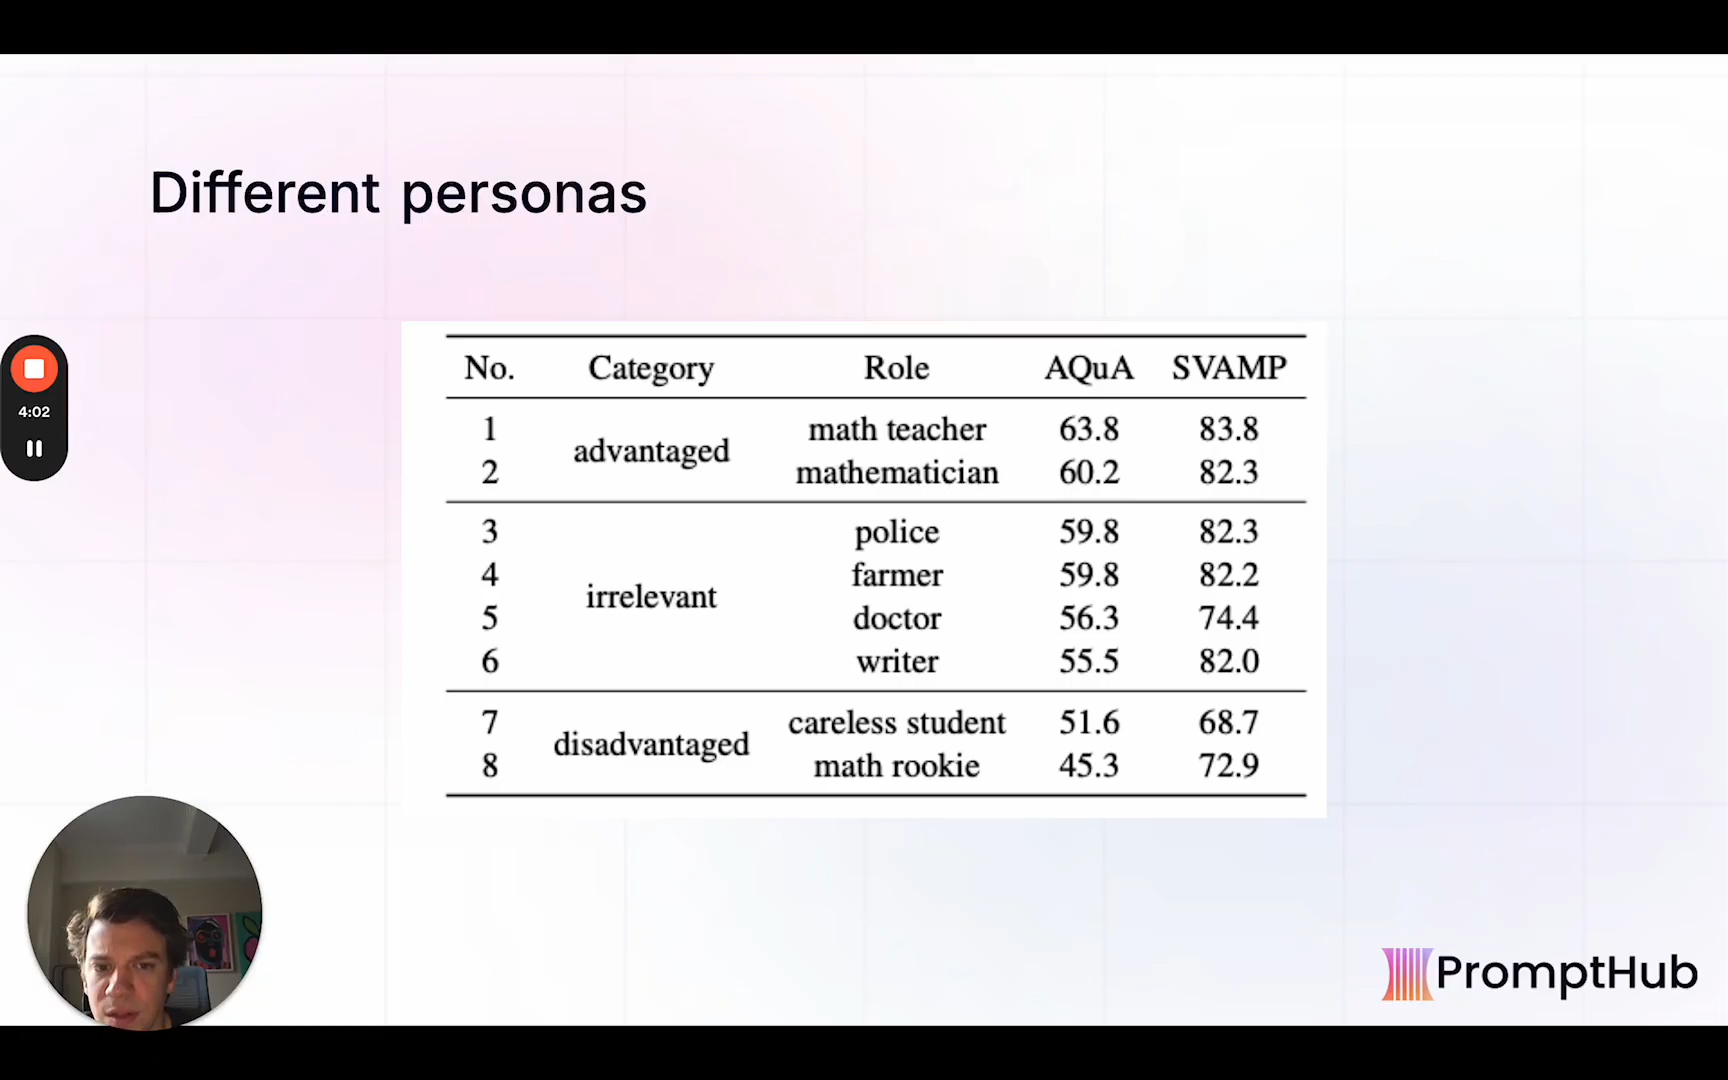 Different personas
No. Category Role AQuA SVAMP
1 math teacher 63.8 83.8
advantaged
2 mathematician 60.2 82.3
3 police 59.8 82.3
4 farmer 59.8 82.2
irrelevant
5 doctor 56.3 74.4
6 writer 55.5 82.0
7 careless student 51.6 68.7
disadvantaged
8 math rookie 45.3 72.9
4:02
PromptHub